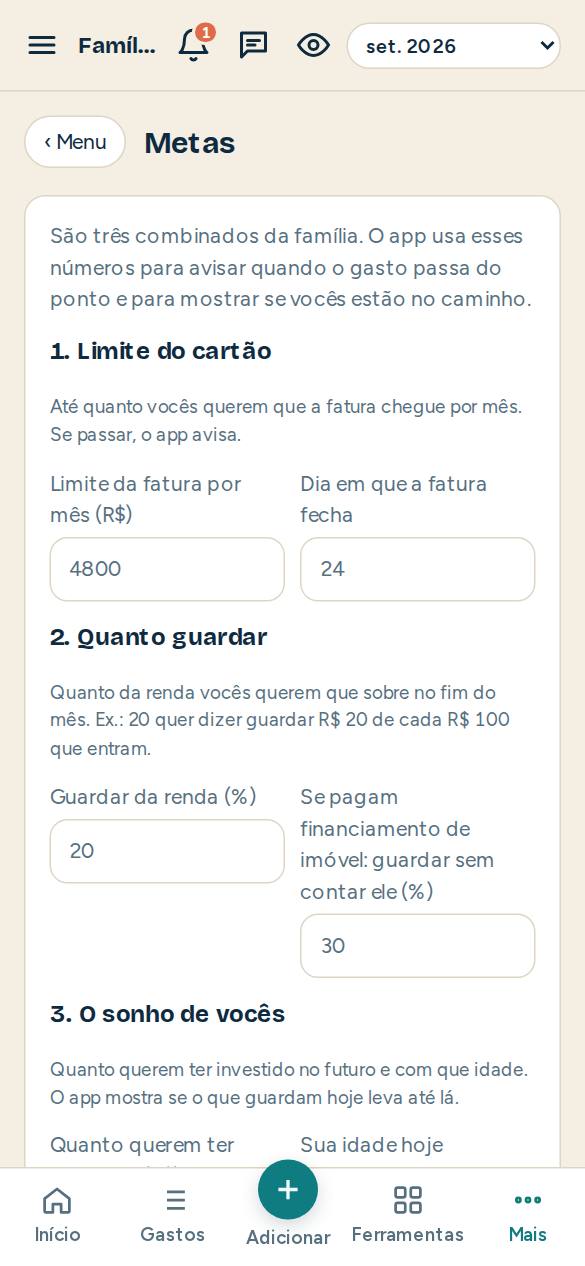 Famíl...
1
set. 2026
‹ Menu
Metas
São três combinados da família. O app usa esses
números para avisar quando o gasto passa do
ponto e para mostrar se vocês estão no caminho.
1. Limite do cartão
Até quanto vocês querem que a fatura chegue por mês.
Se passar, o app avisa.
Limite da fatura por
mês (R$)
Dia em que a fatura
fecha
4800
24
2. Quanto guardar
Quanto da renda vocês querem que sobre no fim do
mês. Ex.: 20 quer dizer guardar R$ 20 de cada R$ 100
que entram.
Guardar da renda (%)
20
Se pagam
financiamento de
imóvel: guardar sem
contar ele (%)
30
3. O sonho de vocês
Quanto querem ter investido no futuro e com que idade.
O app mostra se o que guardam hoje leva até lá.
Quanto querem ter
Sua idade hoje
Início
Gastos
Adicionar
Ferramentas
Mais